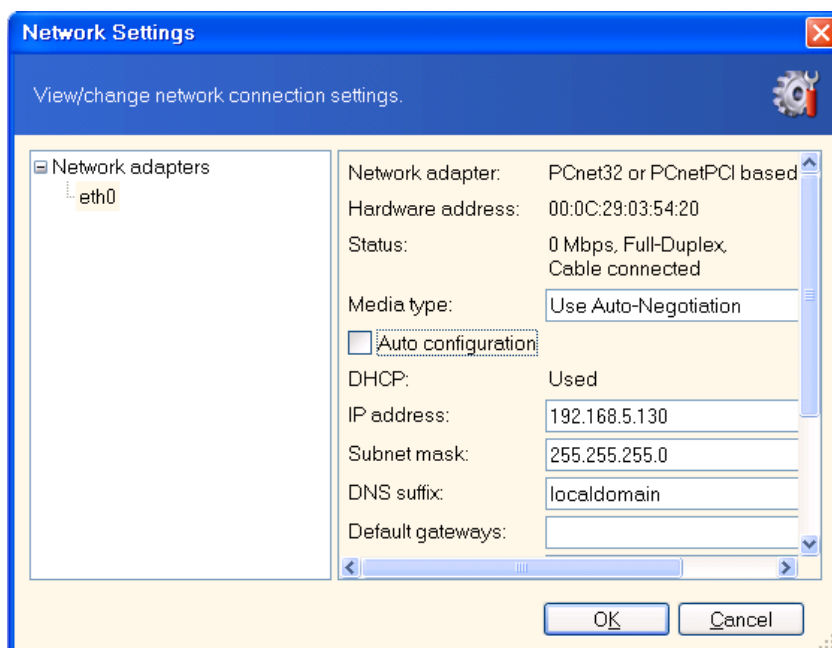 Network Settings
View/change network connection settings.
Network adapters
eth0
Network adapter: PCnet32 or PCnetPCI based
Hardware address: 00:0C:29:03:54:20
Status: 0 Mbps, Full-Duplex,
Cable connected
Media type: Use Auto-Negotiation
Auto configuration
DHCP: Used
IP address: 192.168.5.130
Subnet mask: 255.255.255.0
DNS suffix: localdomain
Default gateways:
OK Cancel